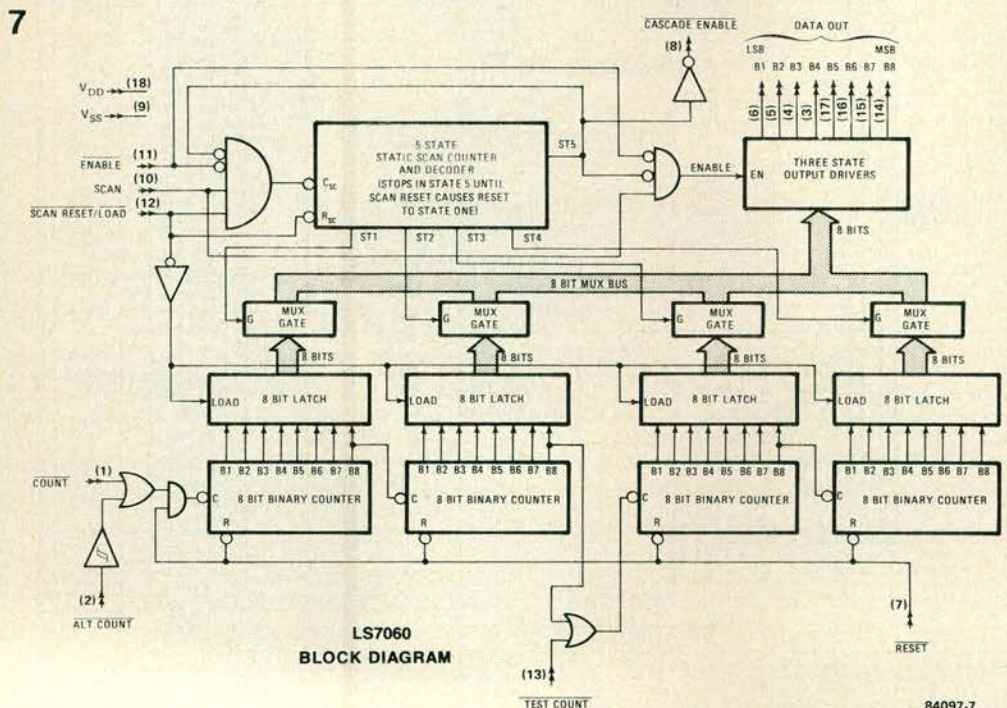 7
CASCADE ENABLE
(8)
DATA OUT
LSB
MSB
B1 B2 B3 B4 B5 B6 B7 B8
(6) (5) (4) (3) (17) (16) (15) (14)
VDD (18)
VSS (9)
ENABLE (11)
SCAN (10)
SCAN RESET/LOAD (12)
5 STATE
STATIC SCAN COUNTER
AND DECODER
(STOPS IN STATE 5 UNTIL
SCAN RESET CAUSES RESET
TO STATE ONE)
CSC
RSC
ST5
ST1 ST2 ST3 ST4
ENABLE
EN
THREE STATE
OUTPUT DRIVERS
8 BITS
8 BIT MUX BUS
G MUX GATE
G MUX GATE
G MUX GATE
G MUX GATE
8 BITS
8 BITS
8 BITS
8 BITS
LOAD 8 BIT LATCH
LOAD 8 BIT LATCH
LOAD 8 BIT LATCH
LOAD 8 BIT LATCH
B1 B2 B3 B4 B5 B6 B7 B8
B1 B2 B3 B4 B5 B6 B7 B8
B1 B2 B3 B4 B5 B6 B7 B8
B1 B2 B3 B4 B5 B6 B7 B8
COUNT (1)
C 8 BIT BINARY COUNTER
C 8 BIT BINARY COUNTER
C 8 BIT BINARY COUNTER
C 8 BIT BINARY COUNTER
R
R
R
R
(2)
ALT COUNT
(7)
RESET
LS7060
BLOCK DIAGRAM
(13)
TEST COUNT
84097-7